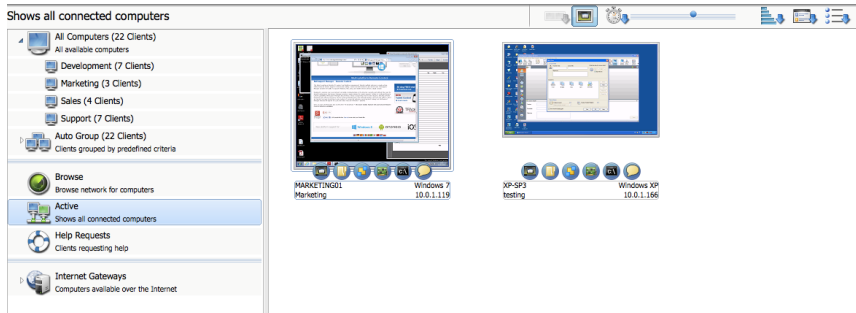 Shows all connected computers
All Computers (22 Clients)
All available computers
Development (7 Clients)
Marketing (3 Clients)
Sales (4 Clients)
Support (7 Clients)
Auto Group (22 Clients)
Clients grouped by predefined criteria
Browse
Browse network for computers
Active
Shows all connected computers
Help Requests
Clients requesting help
Internet Gateways
Computers available over the Internet
MARKETING01 Windows 7
Marketing 10.0.1.119
XP-SP3 Windows XP
testing 10.0.1.166
C:\
C:\